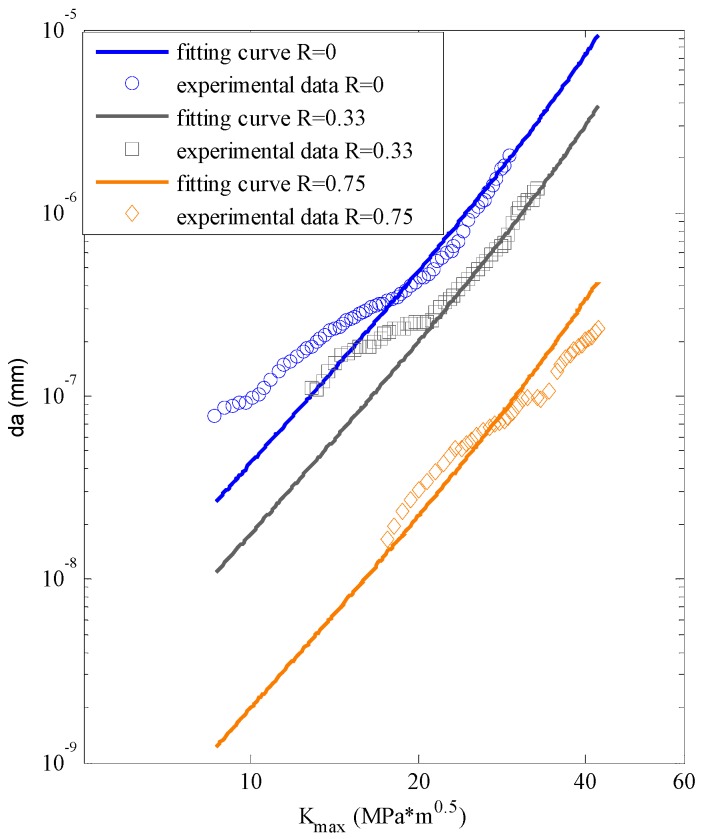 10^-5
fitting curve R=0
experimental data R=0
fitting curve R=0.33
experimental data R=0.33
fitting curve R=0.75
experimental data R=0.75
10^-6
10^-7
10^-8
10^-9
da (mm)
10 20 40 60
K_max (MPa*m^0.5)